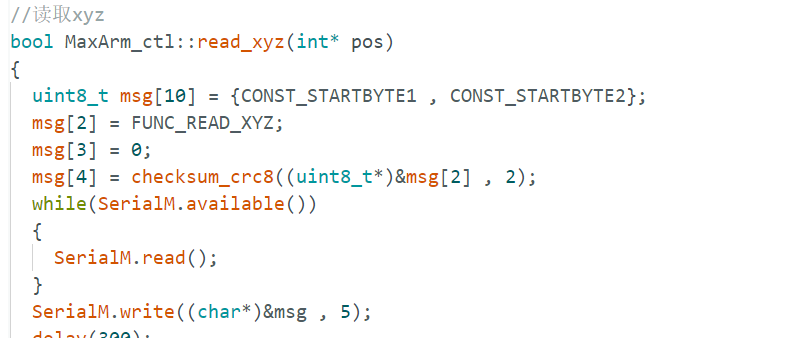 //读取xyz
bool MaxArm_ctl::read_xyz(int* pos)
{
  uint8_t msg[10] = {CONST_STARTBYTE1 , CONST_STARTBYTE2};
  msg[2] = FUNC_READ_XYZ;
  msg[3] = 0;
  msg[4] = checksum_crc8((uint8_t*)&msg[2] , 2);
  while(SerialM.available())
  {
    SerialM.read();
  }
  SerialM.write((char*)&msg , 5);
  delay(300);